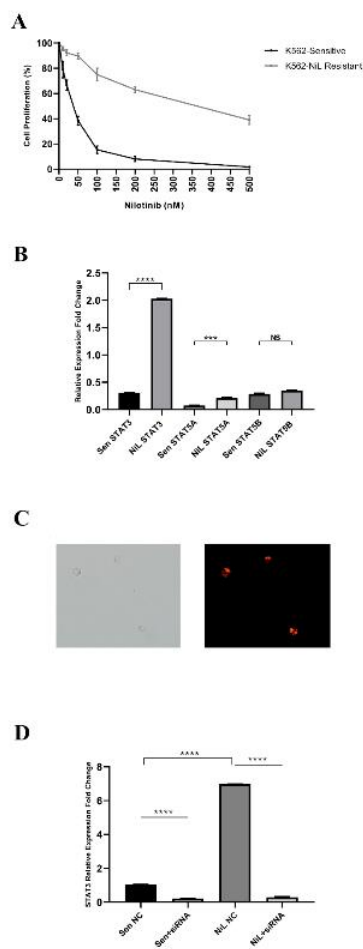 A
K562-Sensitive
K562-NiL Resistant
Cell Proliferation (%)
100
80
60
40
20
0
0
50
100
150
200
250
300
350
400
450
500
Nilotinib (nM)
B
Relative Expression Fold Change
2.5
2.0
1.5
1.0
0.5
0.0
****
***
NS
Sen STAT3
NiL STAT3
Sen STAT5A
NiL STAT5A
Sen STAT5B
NiL STAT5B
C
D
STAT3 Relative Expression Fold Change
8
6
4
2
0
****
****
****
Sen NC
Sen+siRNA
NiL NC
NiL+siRNA